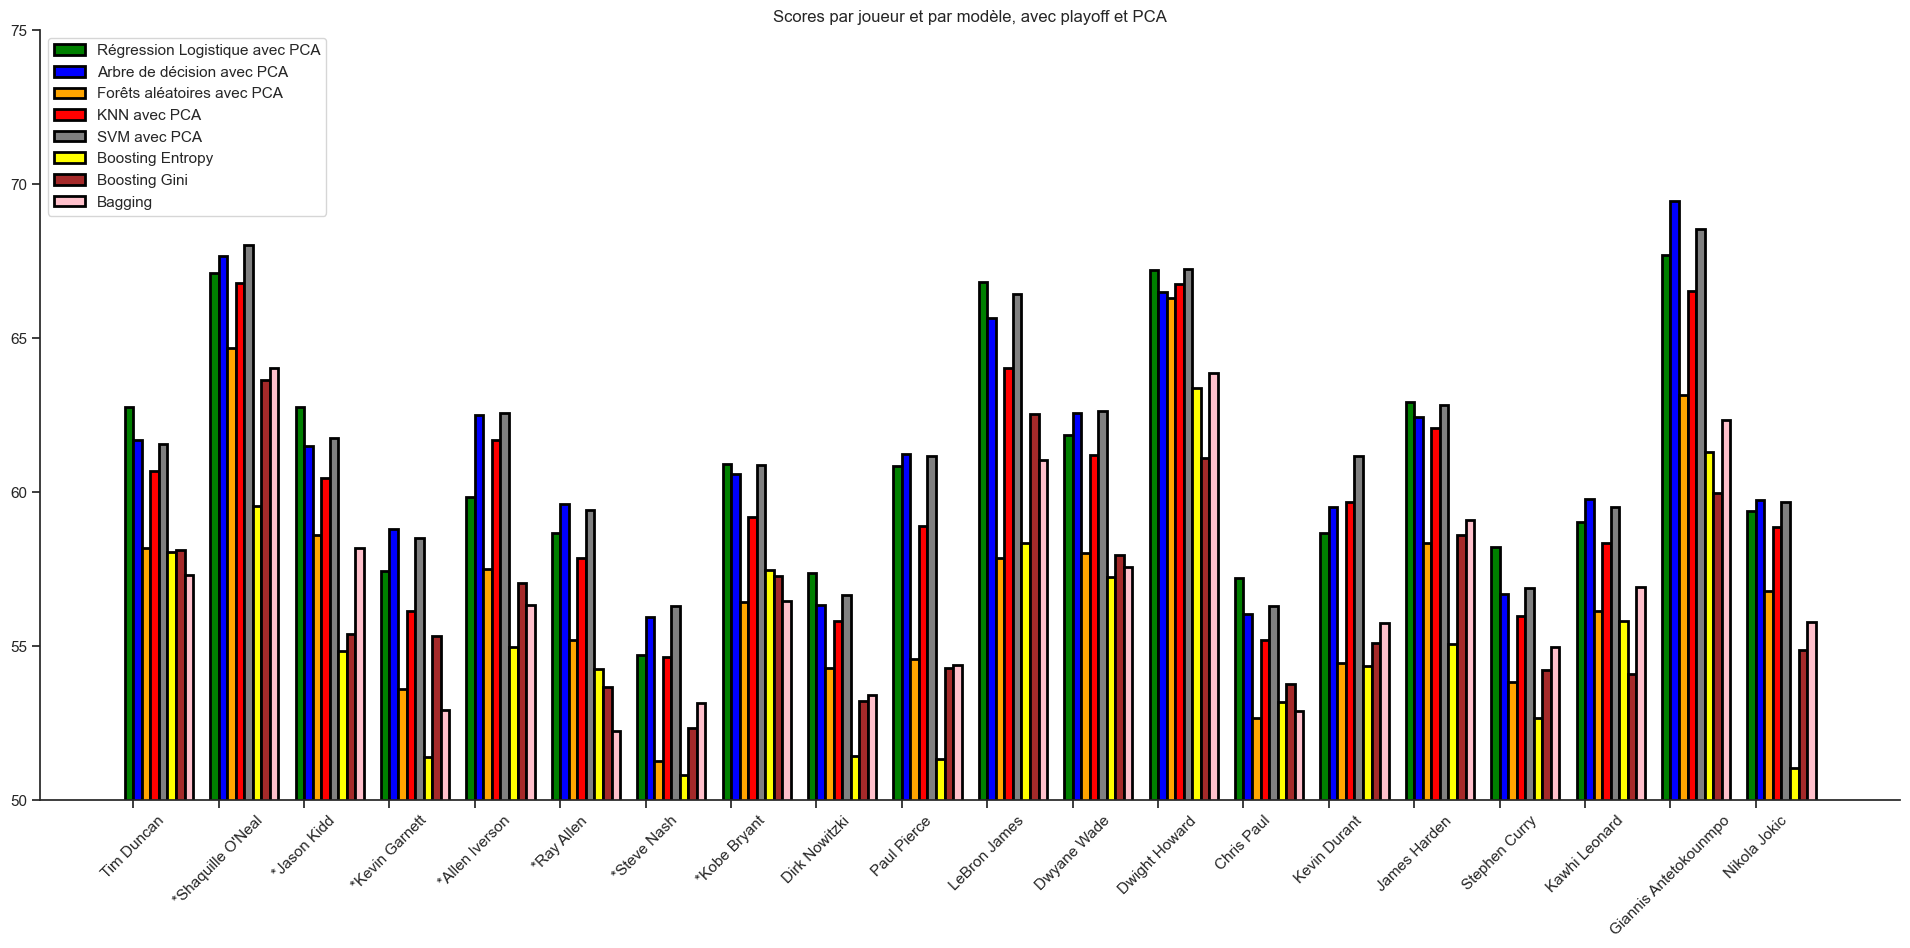 Scores par joueur et par modèle, avec playoff et PCA
75
70
65
60
55
50
Régression Logistique avec PCA
Arbre de décision avec PCA
Forêts aléatoires avec PCA
KNN avec PCA
SVM avec PCA
Boosting Entropy
Boosting Gini
Bagging
Tim Duncan
*Shaquille O'Neal
*Jason Kidd
*Kevin Garnett
*Allen Iverson
*Ray Allen
*Steve Nash
*Kobe Bryant
Dirk Nowitzki
Paul Pierce
LeBron James
Dwyane Wade
Dwight Howard
Chris Paul
Kevin Durant
James Harden
Stephen Curry
Kawhi Leonard
Giannis Antetokounmpo
Nikola Jokic